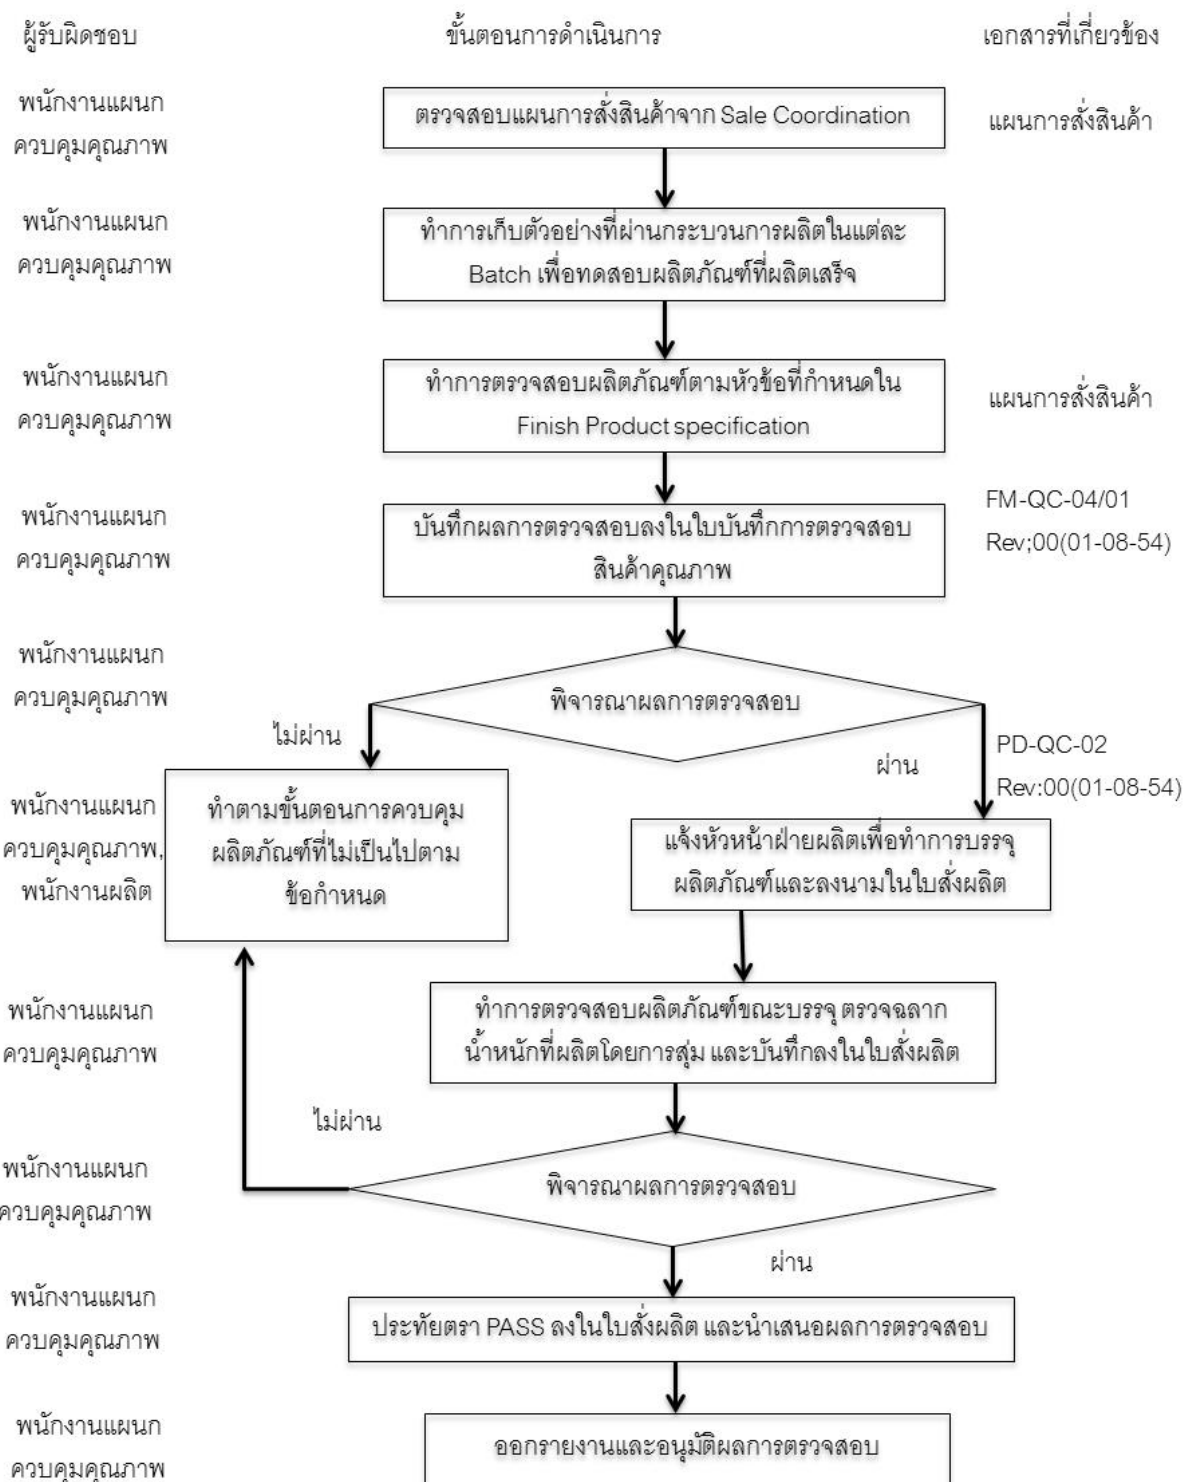 ผู้รับผิดชอบ
ขั้นตอนการดำเนินการ
เอกสารที่เกี่ยวข้อง
พนักงานแผนก
ควบคุมคุณภาพ
ตรวจสอบแผนการสั่งสินค้าจาก Sale Coordination
แผนการสั่งสินค้า
พนักงานแผนก
ควบคุมคุณภาพ
ทำการเก็บตัวอย่างที่ผ่านกระบวนการผลิตในแต่ละ
Batch เพื่อทดสอบผลิตภัณฑ์ที่ผลิตเสร็จ
พนักงานแผนก
ควบคุมคุณภาพ
ทำการตรวจสอบผลิตภัณฑ์ตามหัวข้อที่กำหนดใน
Finish Product specification
แผนการสั่งสินค้า
พนักงานแผนก
ควบคุมคุณภาพ
บันทึกผลการตรวจสอบลงในใบบันทึกการตรวจสอบ
สินค้าคุณภาพ
FM-QC-04/01
Rev;00(01-08-54)
พนักงานแผนก
ควบคุมคุณภาพ
พิจารณาผลการตรวจสอบ
ไม่ผ่าน
ผ่าน
PD-QC-02
Rev:00(01-08-54)
พนักงานแผนก
ควบคุมคุณภาพ,
พนักงานผลิต
ทำตามขั้นตอนการควบคุม
ผลิตภัณฑ์ที่ไม่เป็นไปตาม
ข้อกำหนด
แจ้งหัวหน้าฝ่ายผลิตเพื่อทำการบรรจุ
ผลิตภัณฑ์และลงนามในใบสั่งผลิต
พนักงานแผนก
ควบคุมคุณภาพ
ทำการตรวจสอบผลิตภัณฑ์ขณะบรรจุ ตรวจฉลาก
น้ำหนักที่ผลิตโดยการสุ่ม และบันทึกลงในใบสั่งผลิต
ไม่ผ่าน
พนักงานแผนก
ควบคุมคุณภาพ
พิจารณาผลการตรวจสอบ
ผ่าน
พนักงานแผนก
ควบคุมคุณภาพ
ประทัยตรา PASS ลงในใบสั่งผลิต และนำเสนอผลการตรวจสอบ
พนักงานแผนก
ควบคุมคุณภาพ
ออกรายงานและอนุมัติผลการตรวจสอบ